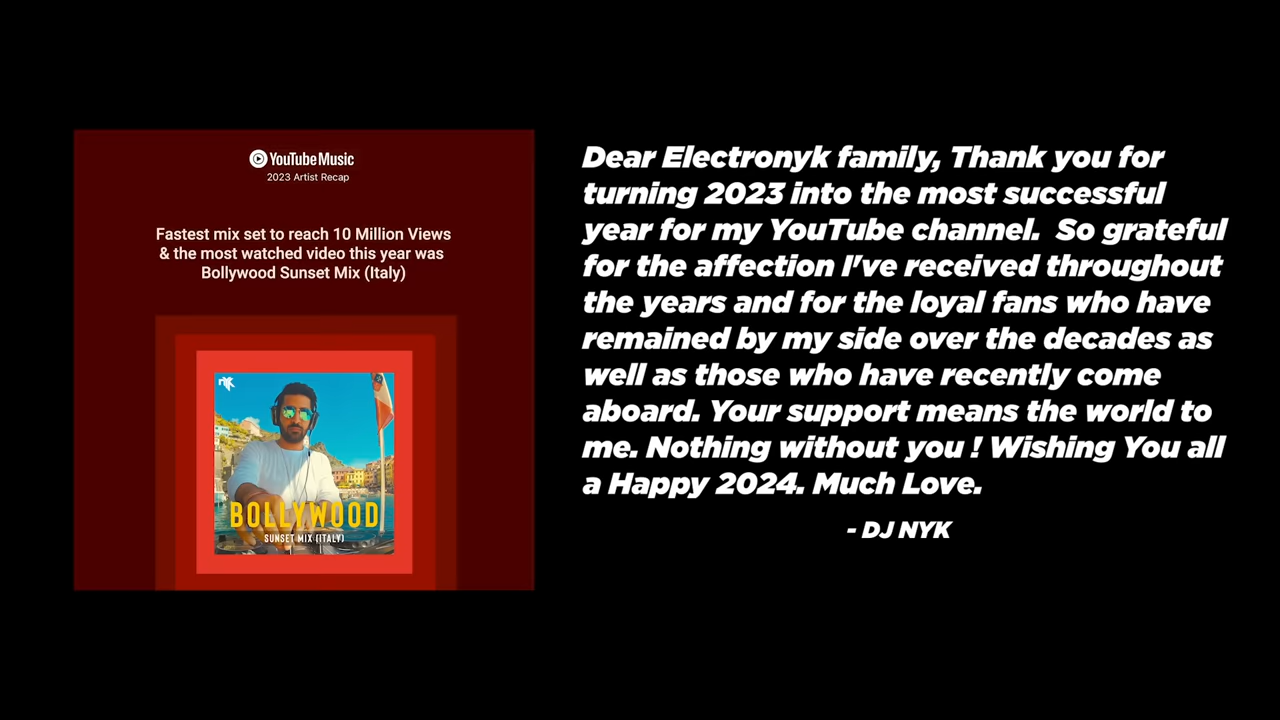 YouTube Music
2023 Artist Recap
Fastest mix set to reach 10 Million Views
& the most watched video this year was
Bollywood Sunset Mix (Italy)
NYK
BOLLYWOOD
SUNSET MIX (ITALY)
Dear Electronyk family, Thank you for
turning 2023 into the most successful
year for my YouTube channel.  So grateful
for the affection I've received throughout
the years and for the loyal fans who have
remained by my side over the decades as
well as those who have recently come
aboard. Your support means the world to
me. Nothing without you ! Wishing You all
a Happy 2024. Much Love.
- DJ NYK